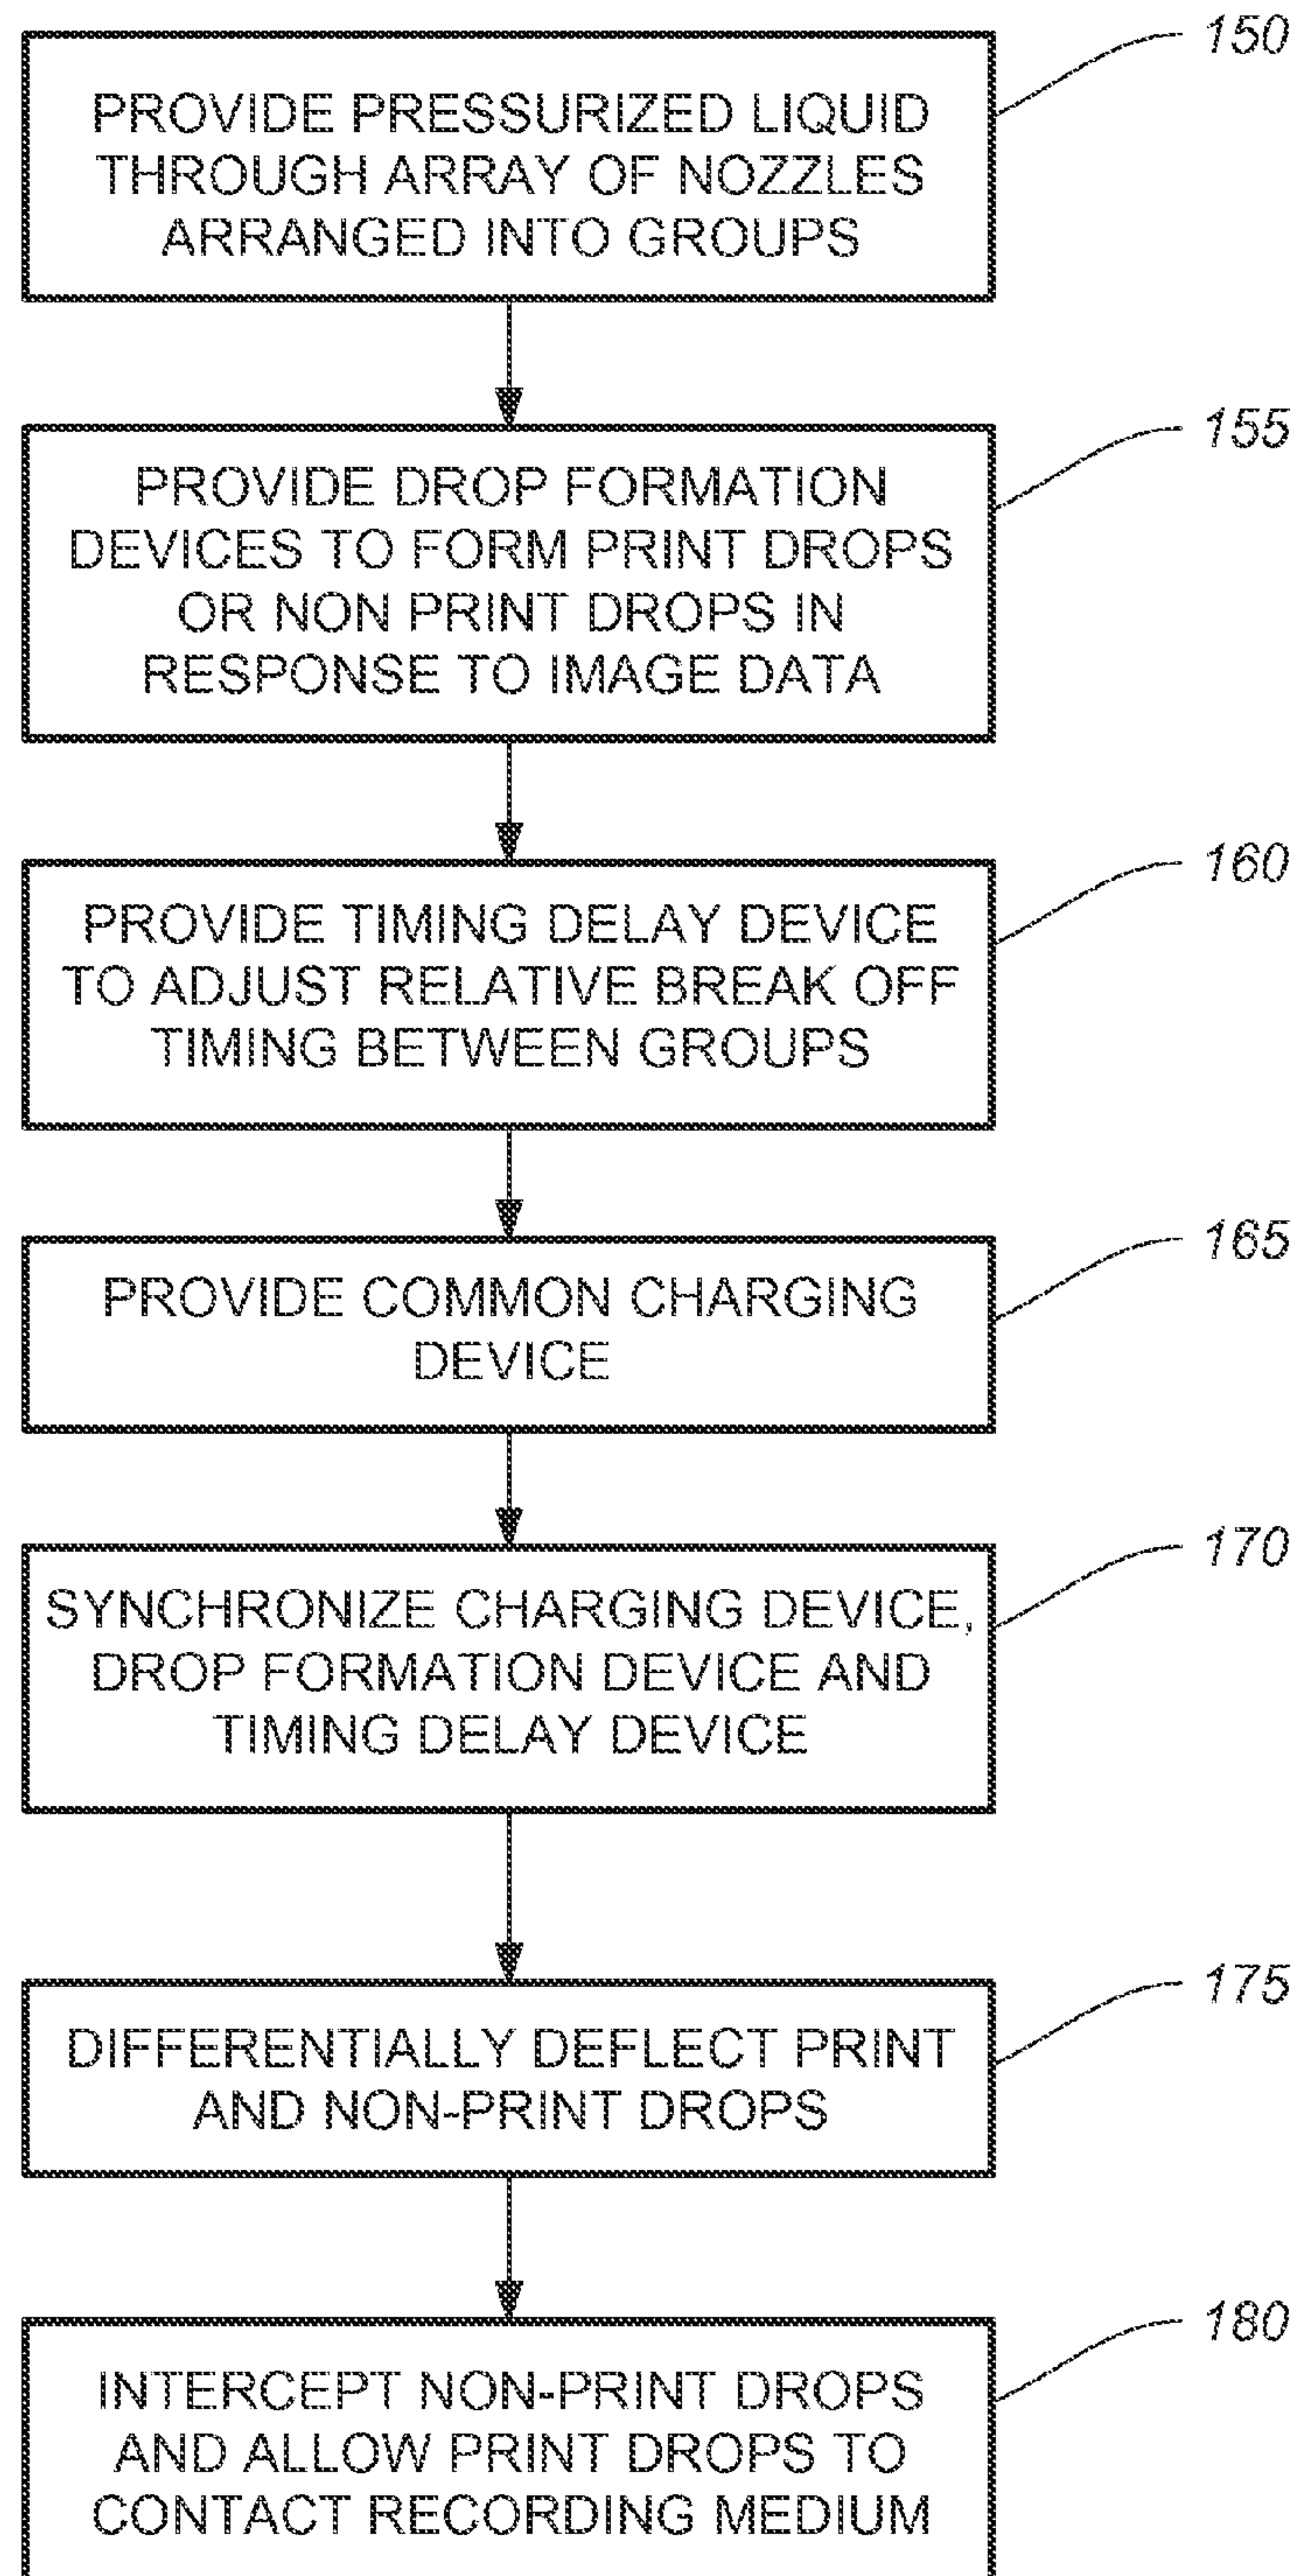 150
PROVIDE PRESSURIZED LIQUID
THROUGH ARRAY OF NOZZLES
ARRANGED INTO GROUPS
155
PROVIDE DROP FORMATION
DEVICES TO FORM PRINT DROPS
OR NON PRINT DROPS IN
RESPONSE TO IMAGE DATA
160
PROVIDE TIMING DELAY DEVICE
TO ADJUST RELATIVE BREAK OFF
TIMING BETWEEN GROUPS
165
PROVIDE COMMON CHARGING
DEVICE
170
SYNCHRONIZE CHARGING DEVICE,
DROP FORMATION DEVICE AND
TIMING DELAY DEVICE
175
DIFFERENTIALLY DEFLECT PRINT
AND NON-PRINT DROPS
180
INTERCEPT NON-PRINT DROPS
AND ALLOW PRINT DROPS TO
CONTACT RECORDING MEDIUM